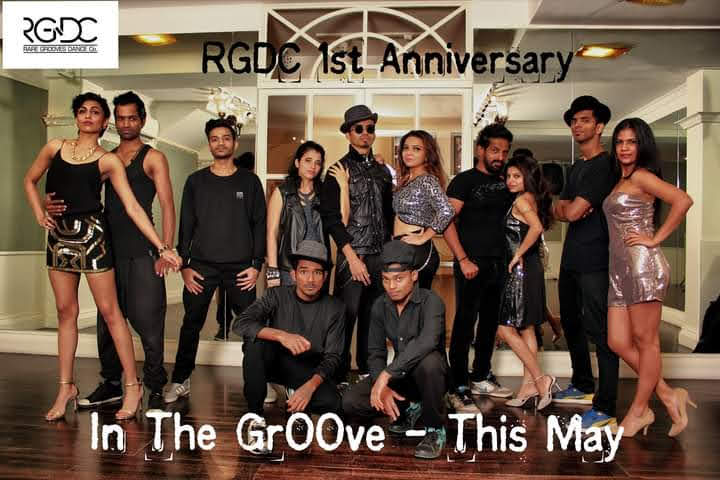 RGDC
RARE GROOVES DANCE Co.
RGDC 1st Anniversary
In The GrOOve - This May